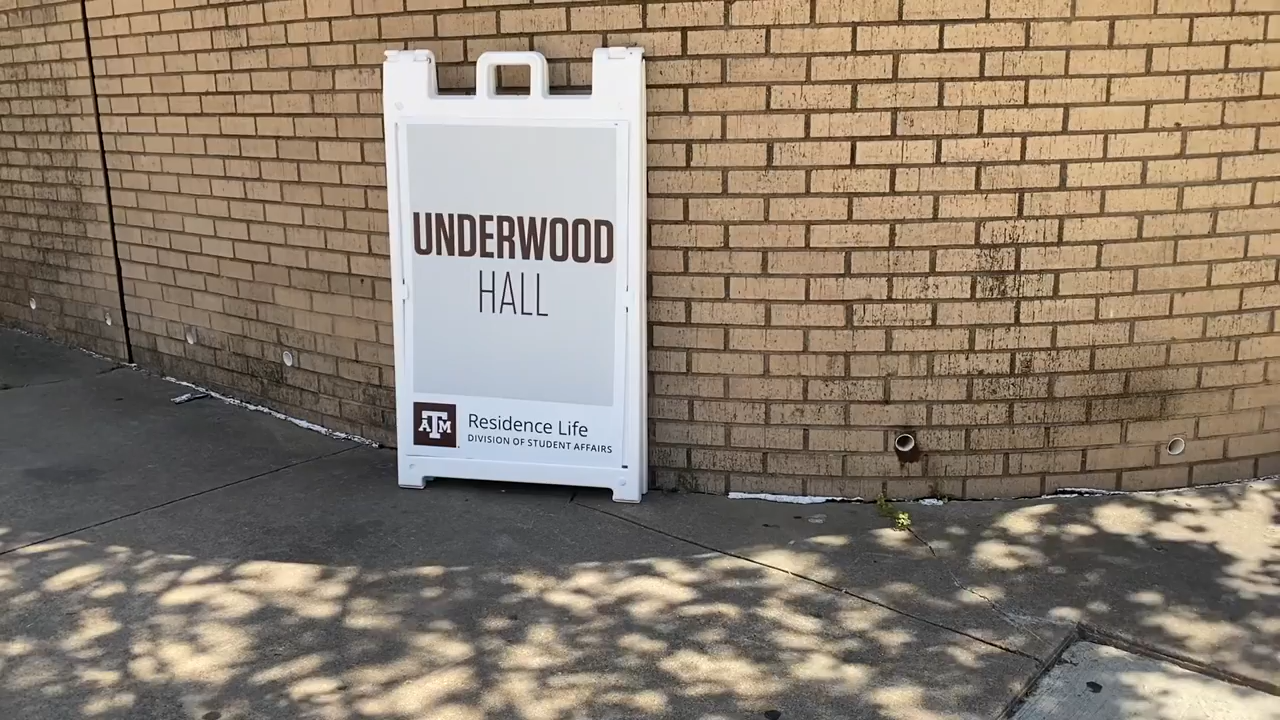 UNDERWOOD
HALL
ATM
Residence Life
DIVISION OF STUDENT AFFAIRS